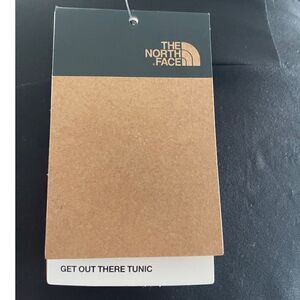 THE
NORTH
FACE
GET OUT THERE TUNIC